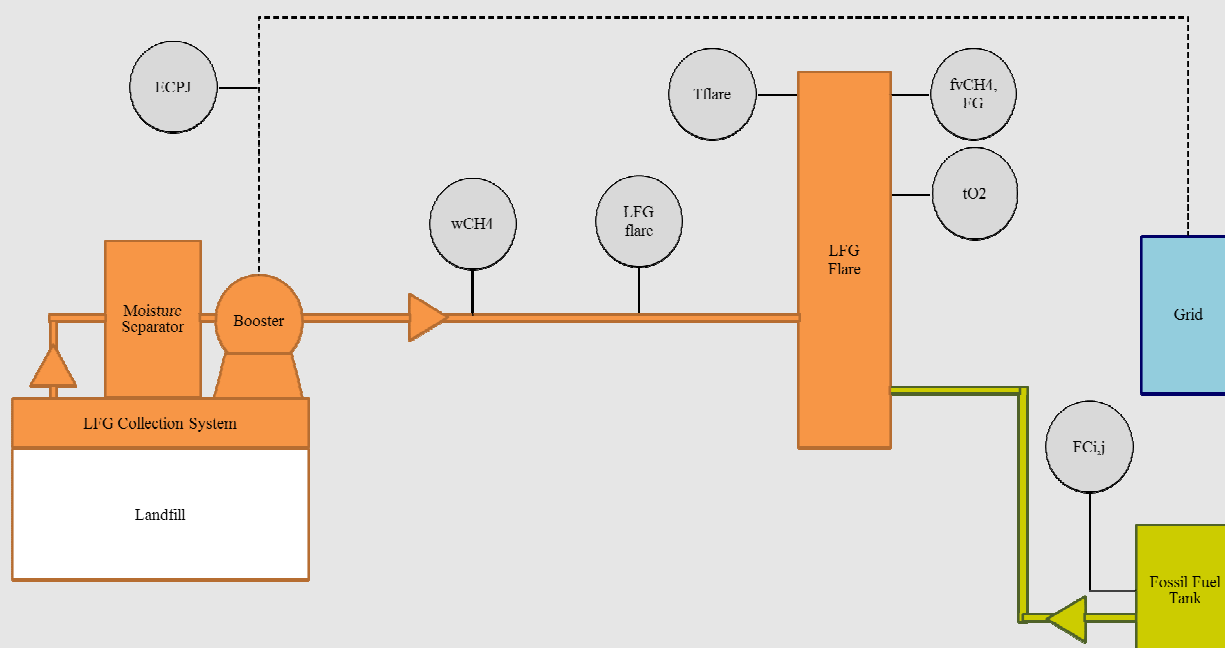 ECPJ
Tflare
fvCH4,
FG
tO2
wCH4
LFG
flare
LFG
Flare
Moisture
Separator
Booster
Grid
LFG Collection System
FCi,j
Landfill
Fossil Fuel
Tank